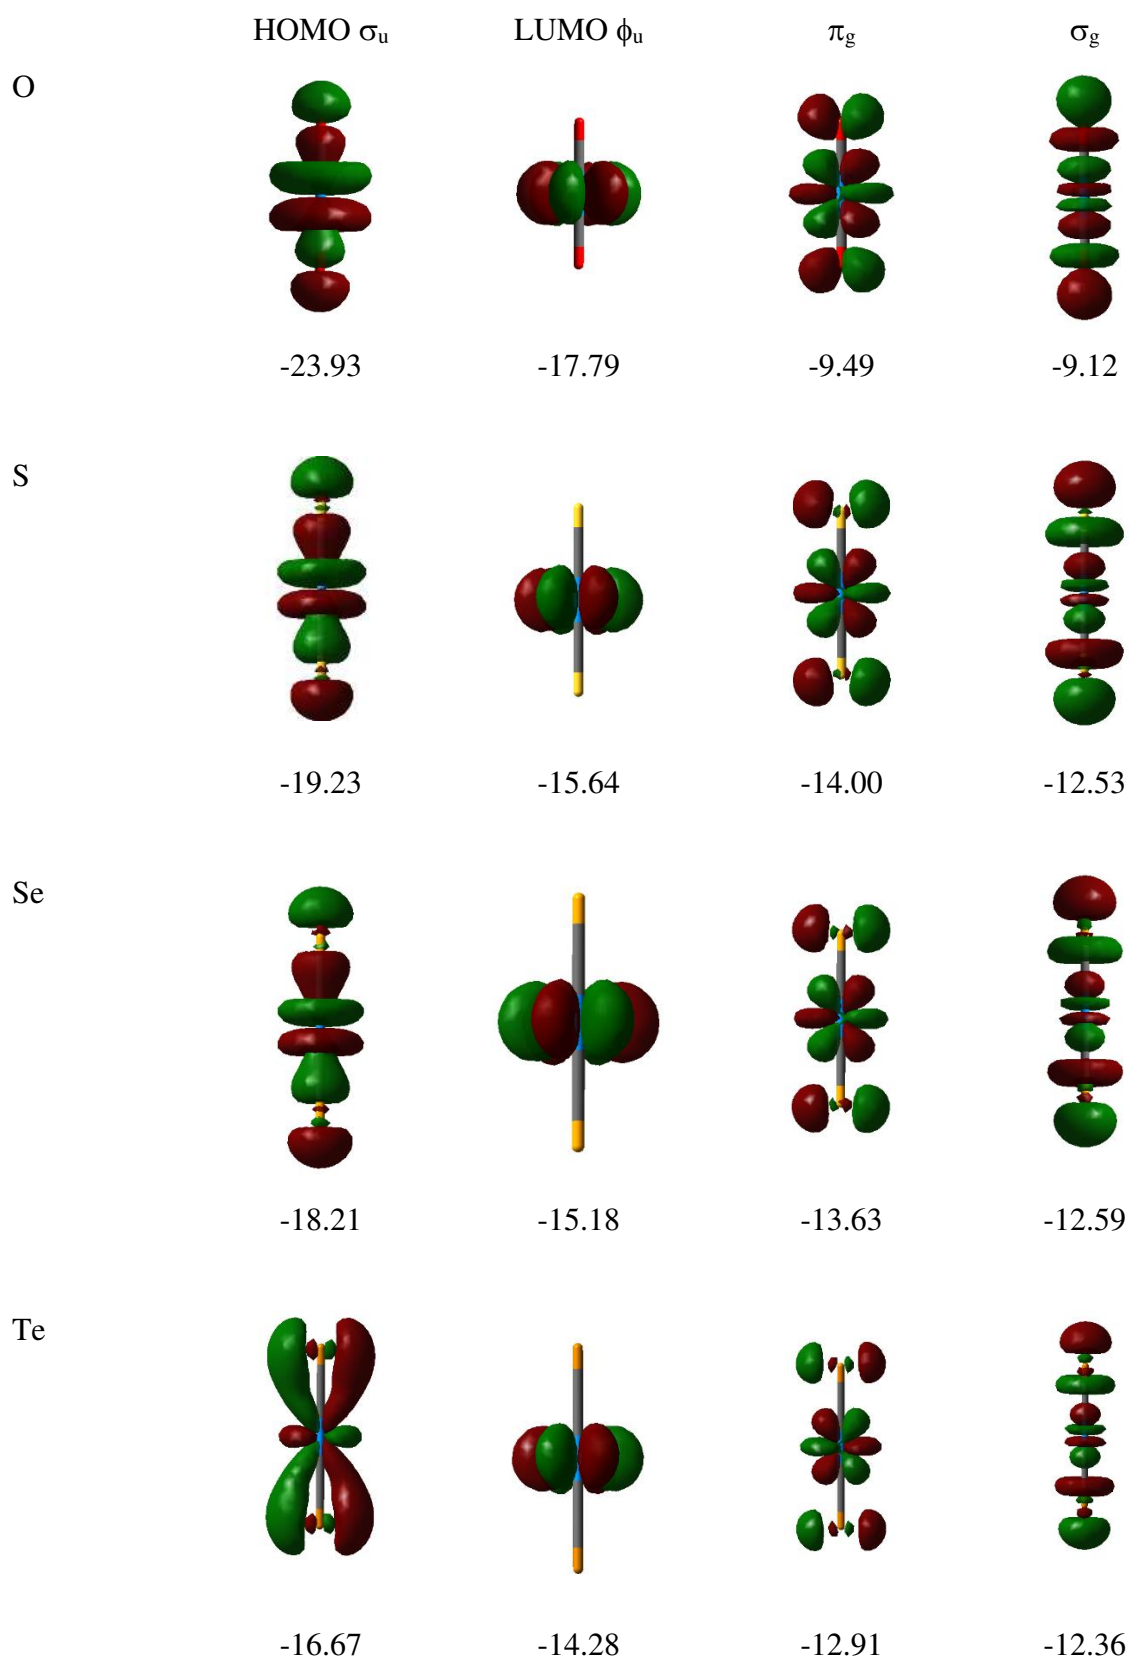 HOMO σu LUMO ϕu πg σg
O
-23.93 -17.79 -9.49 -9.12
S
-19.23 -15.64 -14.00 -12.53
Se
-18.21 -15.18 -13.63 -12.59
Te
-16.67 -14.28 -12.91 -12.36